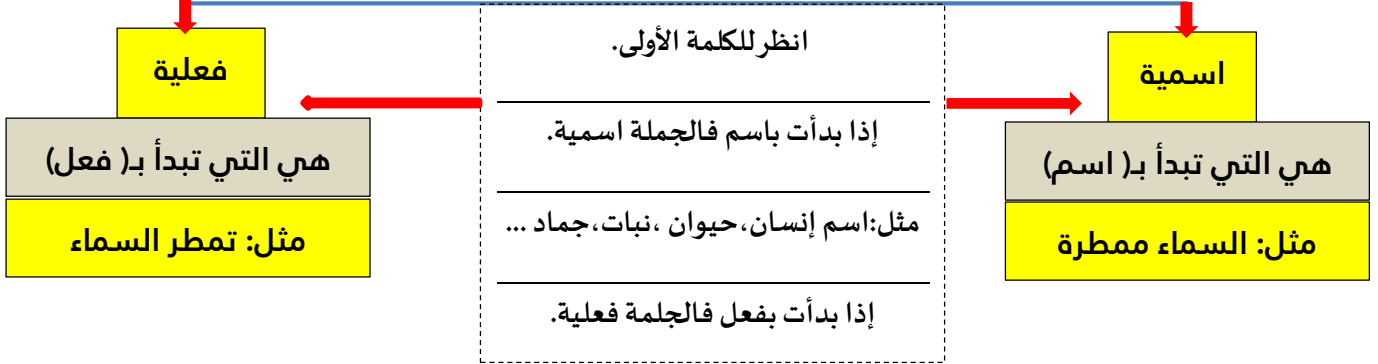 اسمية
هي التي تبدأ بـ( اسم)
مثل: السماء ممطرة
انظر للكلمة الأولى.
إذا بدأت باسم فالجملة اسمية.
مثل:اسم إنسان،حيوان ،نبات،جماد ...
إذا بدأت بفعل فالجلمة فعلية.
فعلية
هي التي تبدأ بـ( فعل)
مثل: تمطر السماء